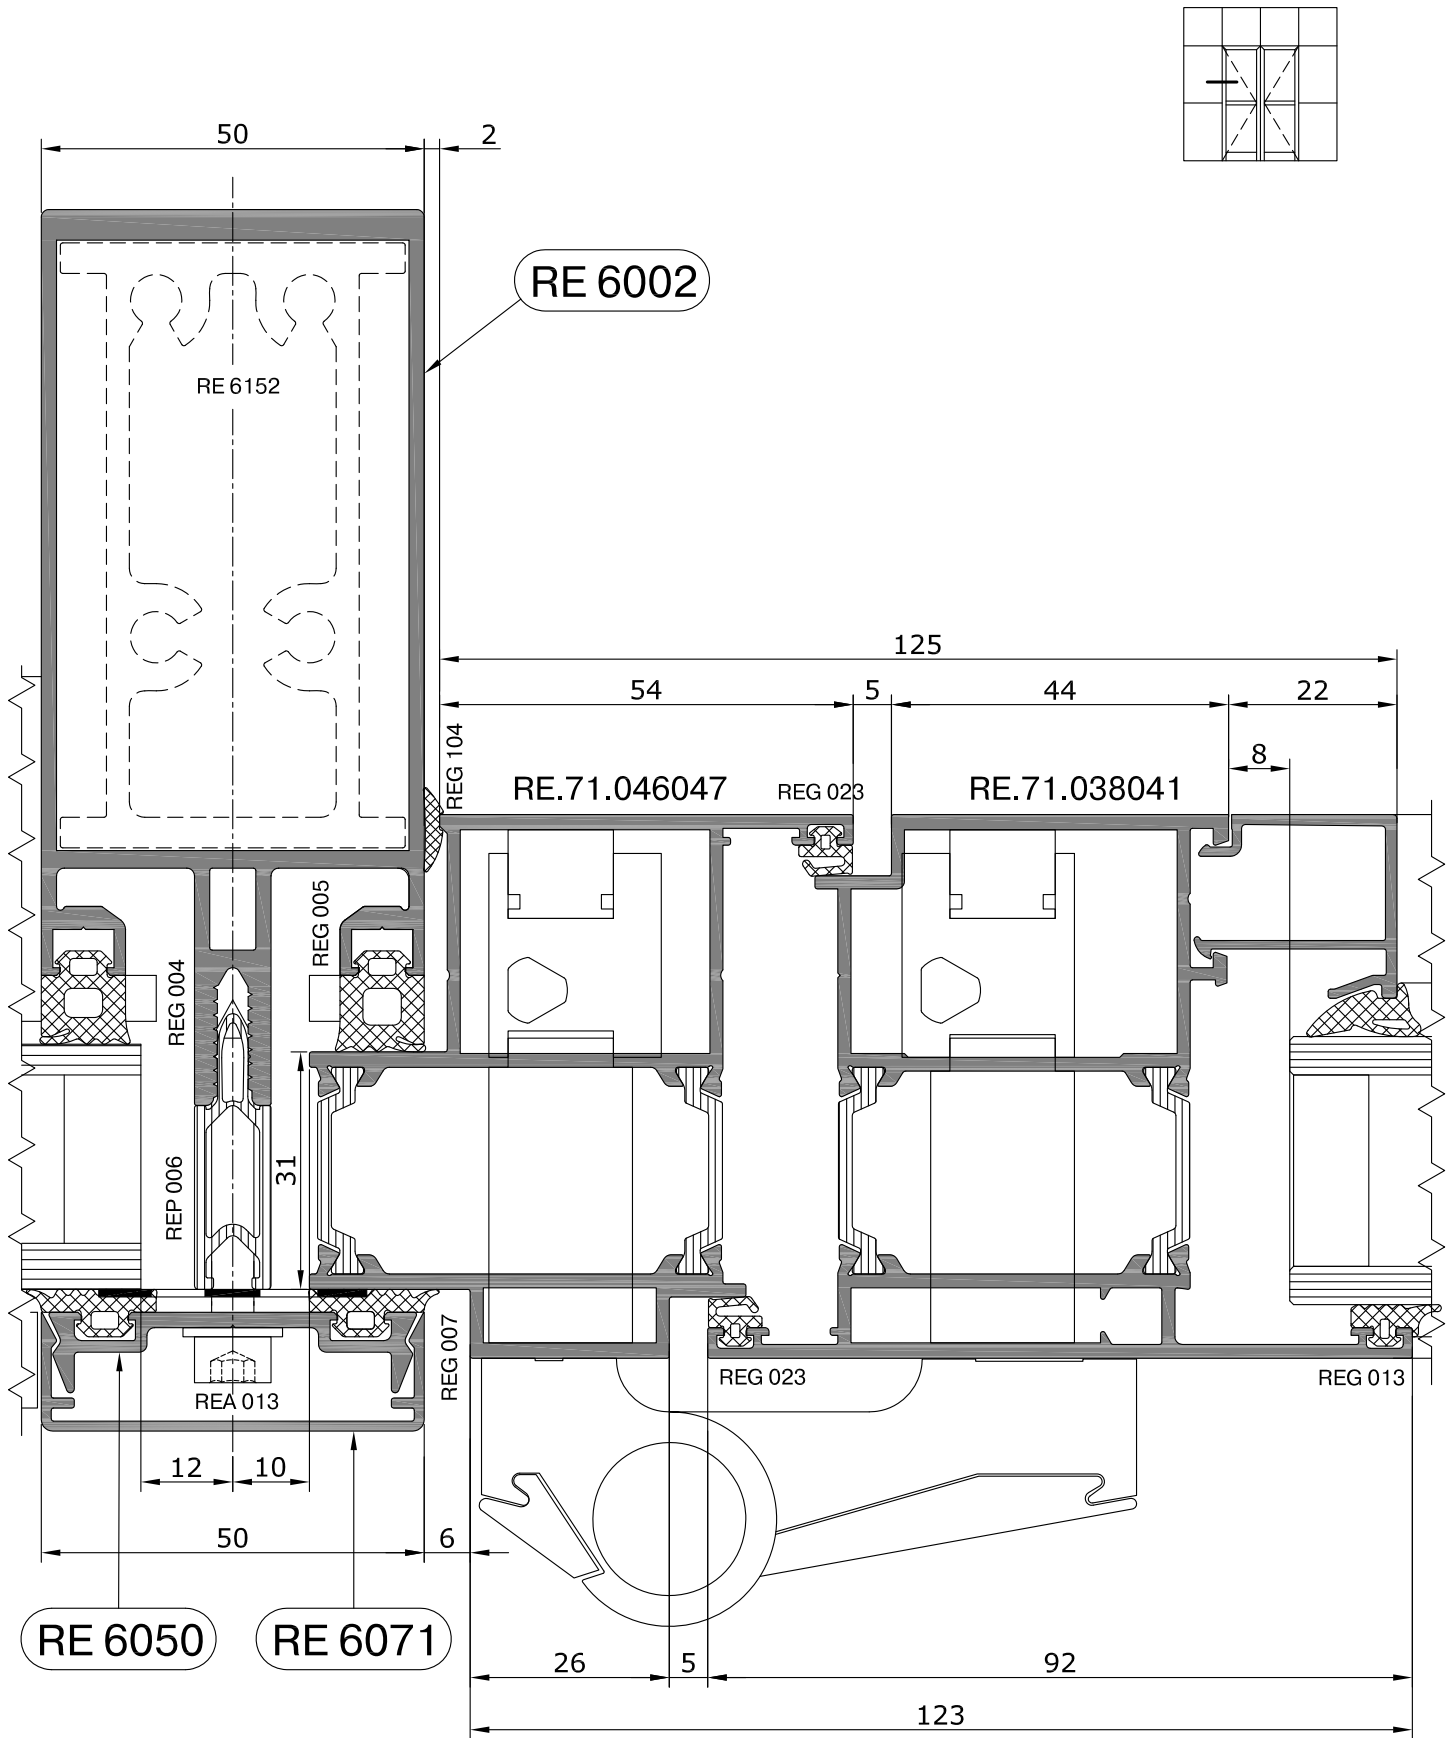 50
2
RE 6002
RE 6152
125
54
5
44
22
8
REG 104
RE.71.046047
REG 023
RE.71.038041
REG 005
REG 004
31
REP 006
REG 007
REA 013
REG 023
REG 013
12
10
50
6
RE 6050
RE 6071
26
5
92
123